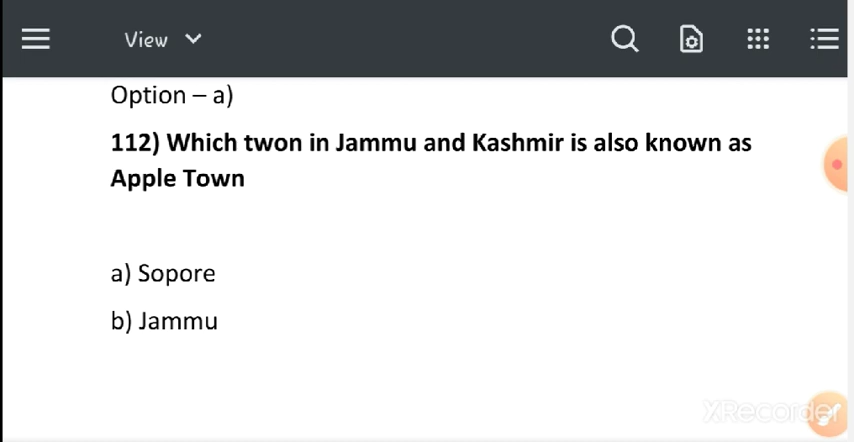 View
Option – a)
112) Which twon in Jammu and Kashmir is also known as
Apple Town
a) Sopore
b) Jammu
XRecorder